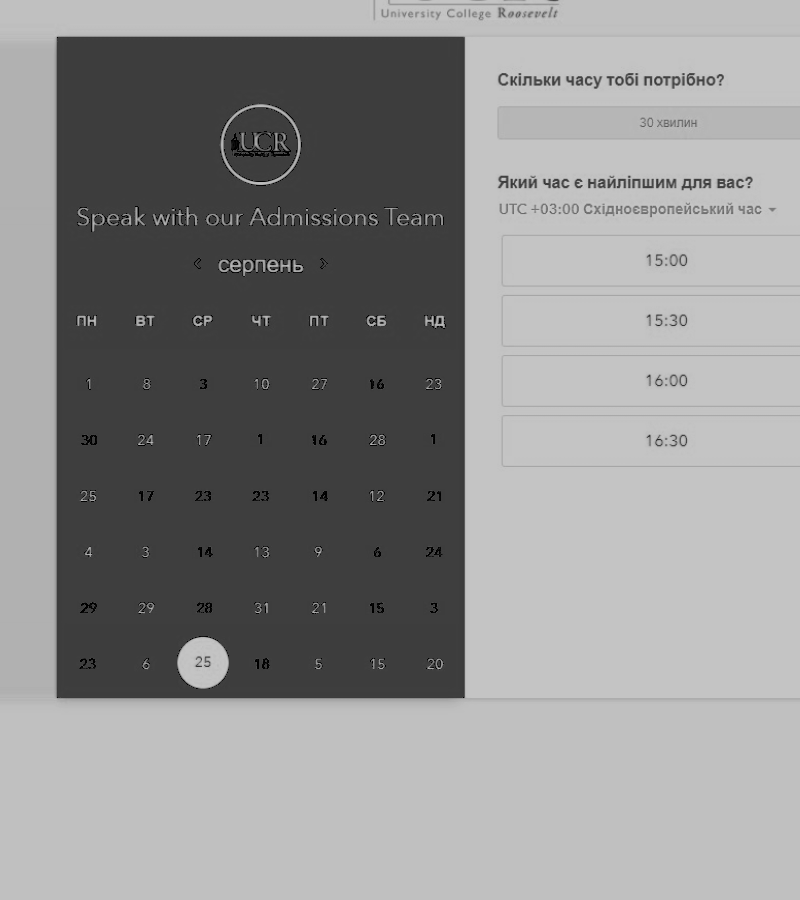 University College Roosevelt
UCR
Speak with our Admissions Team
серпень
ПН ВТ СР ЧТ ПТ СБ НД
1 8 3 10 27 16 23
30 24 17 1 16 28 1
25 17 23 23 14 12 21
4 3 14 13 9 6 24
29 29 28 31 21 15 3
23 6 25 18 5 15 20
Скільки часу тобі потрібно?
30 хвилин
Який час є найліпшим для вас?
UTC +03:00 Східноєвропейський час
15:00
15:30
16:00
16:30